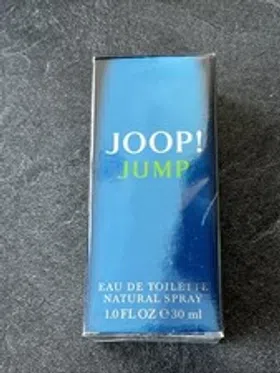 JOOP!
JUMP
EAU DE TOILETTE
NATURAL SPRAY
1.0 FL OZ ℮ 30 ml